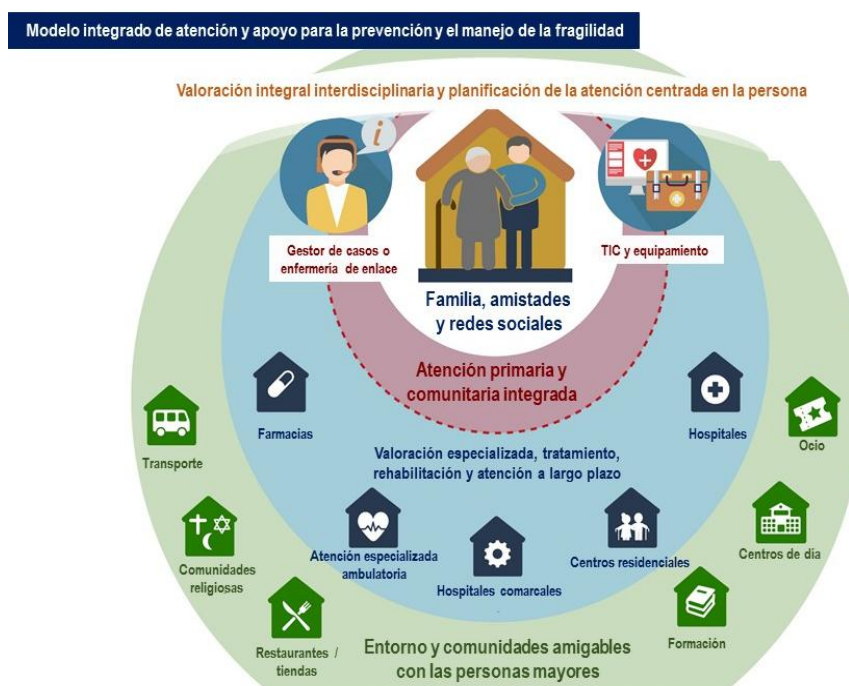 Modelo integrado de atención y apoyo para la prevención y el manejo de la fragilidad
Valoración integral interdisciplinaria y planificación de la atención centrada en la persona
i
Gestor de casos o
enfermería de enlace
TIC y equipamiento
Familia, amistades
y redes sociales
Atención primaria y
comunitaria integrada
Farmacias
Hospitales
Transporte
Ocio
Valoración especializada, tratamiento,
rehabilitación y atención a largo plazo
Comunidades
religiosas
Atención especializada
ambulatoria
Hospitales comarcales
Centros residenciales
Centros de día
Restaurantes /
tiendas
Entorno y comunidades amigables
con las personas mayores
Formación